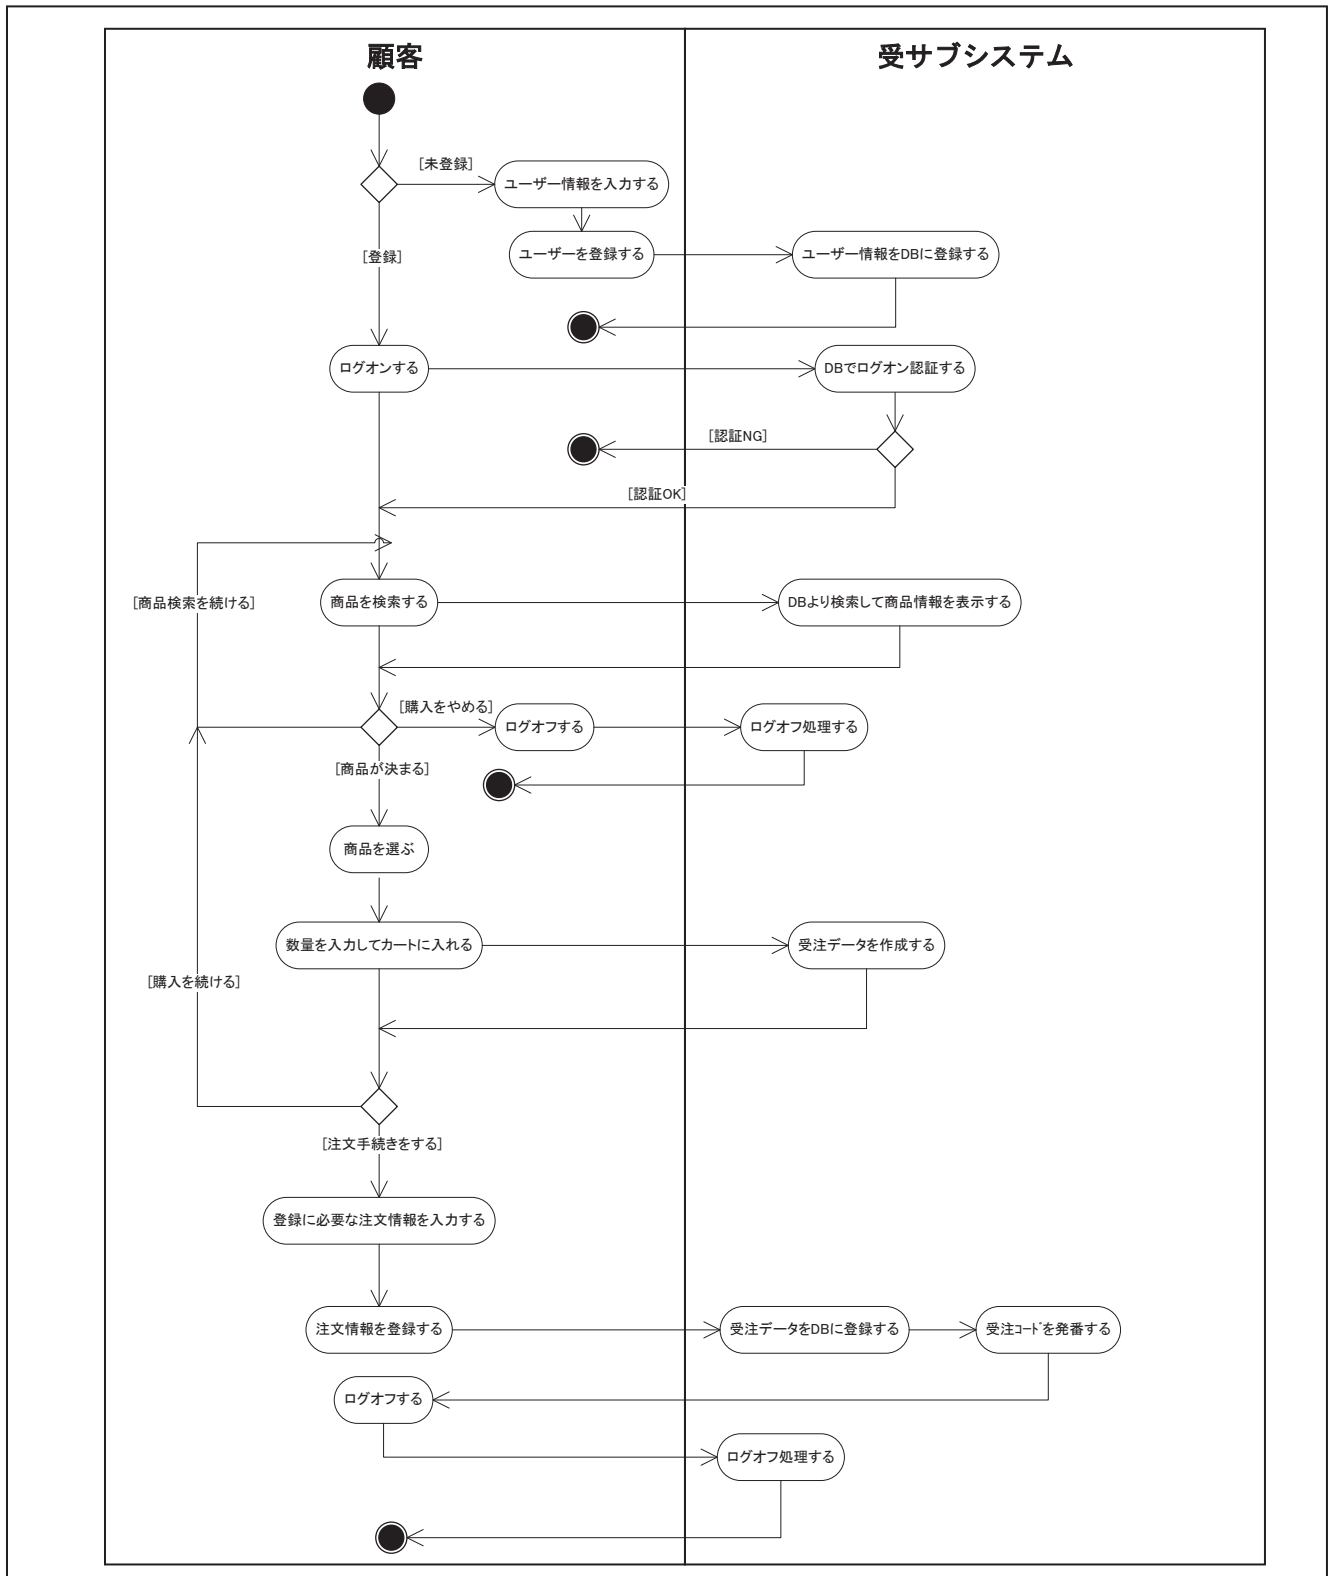 顧客
受サブシステム
[未登録]
ユーザー情報を入力する
[登録]
ユーザーを登録する
ユーザー情報をDBに登録する
ログオンする
DBでログオン認証する
[認証NG]
[認証OK]
[商品検索を続ける]
商品を検索する
DBより検索して商品情報を表示する
[購入をやめる]
ログオフする
ログオフ処理する
[商品が決まる]
商品を選ぶ
数量を入力してカートに入れる
受注データを作成する
[購入を続ける]
[注文手続きをする]
登録に必要な注文情報を入力する
注文情報を登録する
受注データをDBに登録する
受注ｺｰﾄﾞを発番する
ログオフする
ログオフ処理する